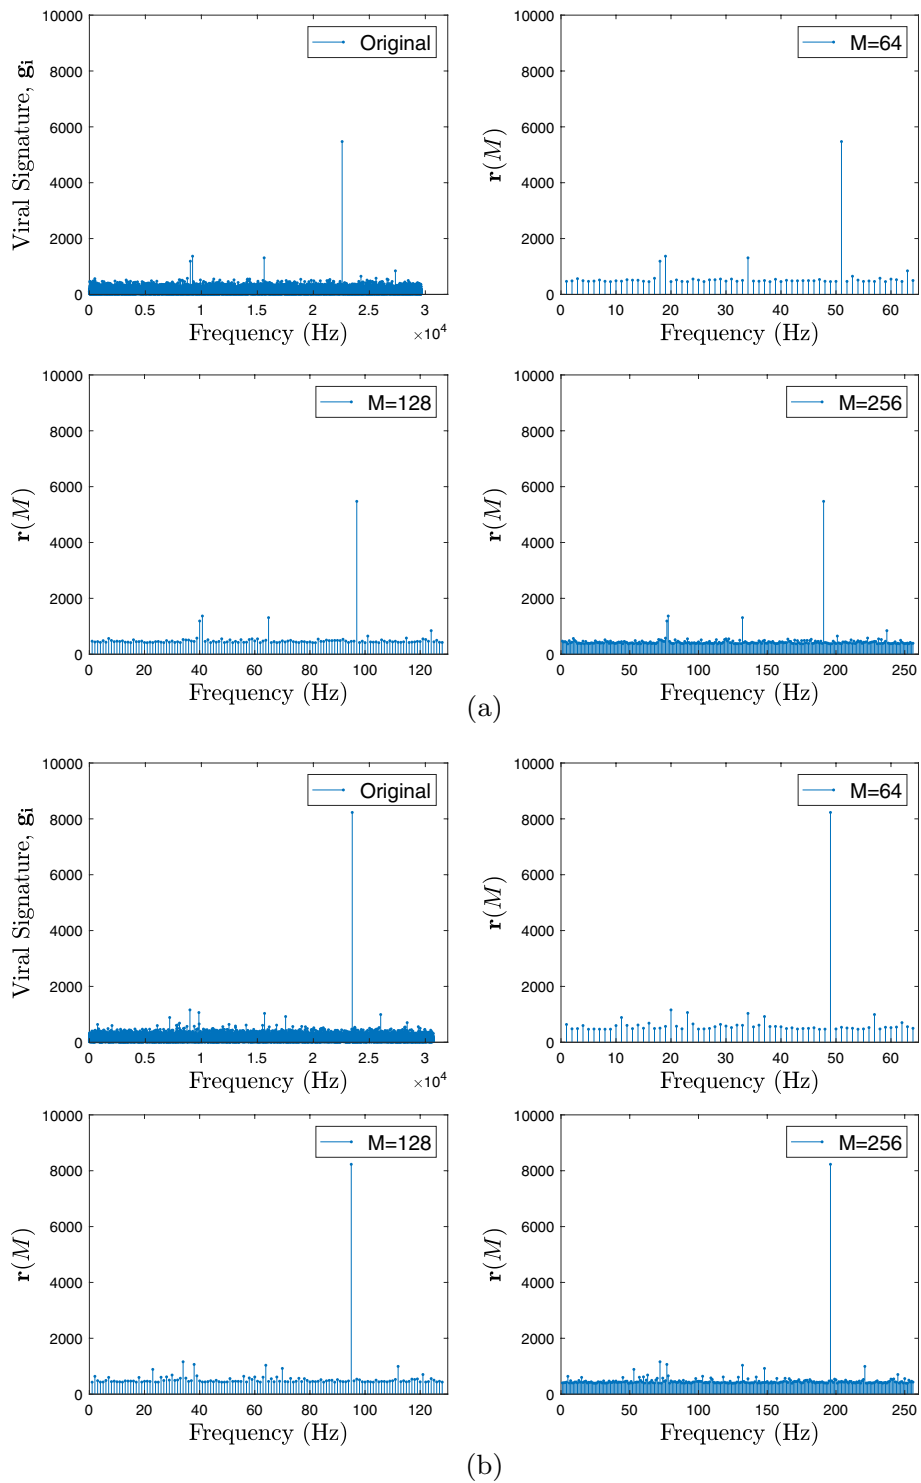 10000
8000
6000
4000
2000
0
Viral Signature, gᵢ
Original
0 0.5 1 1.5 2 2.5 3
Frequency (Hz)
×10⁴
10000
8000
6000
4000
2000
0
r(M)
M=64
0 10 20 30 40 50 60
Frequency (Hz)
10000
8000
6000
4000
2000
0
r(M)
M=128
0 20 40 60 80 100 120
Frequency (Hz)
10000
8000
6000
4000
2000
0
r(M)
M=256
0 50 100 150 200 250
Frequency (Hz)
(a)
10000
8000
6000
4000
2000
0
Viral Signature, gᵢ
Original
0 0.5 1 1.5 2 2.5 3
Frequency (Hz)
×10⁴
10000
8000
6000
4000
2000
0
r(M)
M=64
0 10 20 30 40 50 60
Frequency (Hz)
10000
8000
6000
4000
2000
0
r(M)
M=128
0 20 40 60 80 100 120
Frequency (Hz)
10000
8000
6000
4000
2000
0
r(M)
M=256
0 50 100 150 200 250
Frequency (Hz)
(b)